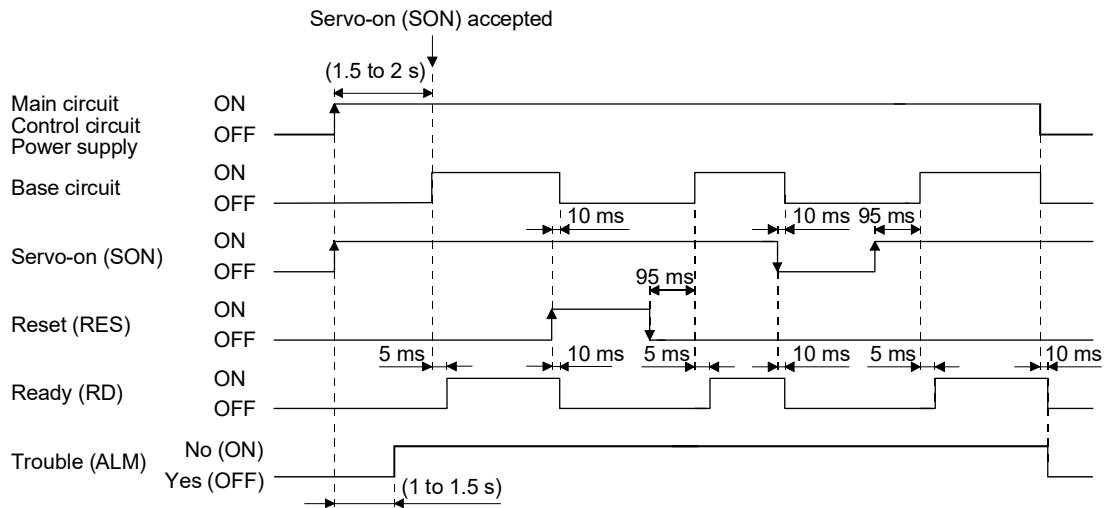 Servo-on (SON) accepted
(1.5 to 2 s)
Main circuit
Control circuit
Power supply
ON
OFF
Base circuit
ON
OFF
10 ms
10 ms
95 ms
Servo-on (SON)
ON
OFF
95 ms
Reset (RES)
ON
OFF
5 ms
10 ms
5 ms
10 ms
5 ms
10 ms
Ready (RD)
ON
OFF
Trouble (ALM)
No (ON)
Yes (OFF)
(1 to 1.5 s)